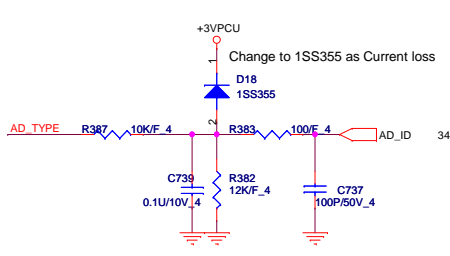 +3VPCU
1
Change to 1SS355 as Current loss
D18
1SS355
2
AD_TYPE
R367
10K/F_4
R383
100/F_4
AD_ID
34
C739
0.1U/10V_4
R382
12K/F_4
C737
100P/50V_4